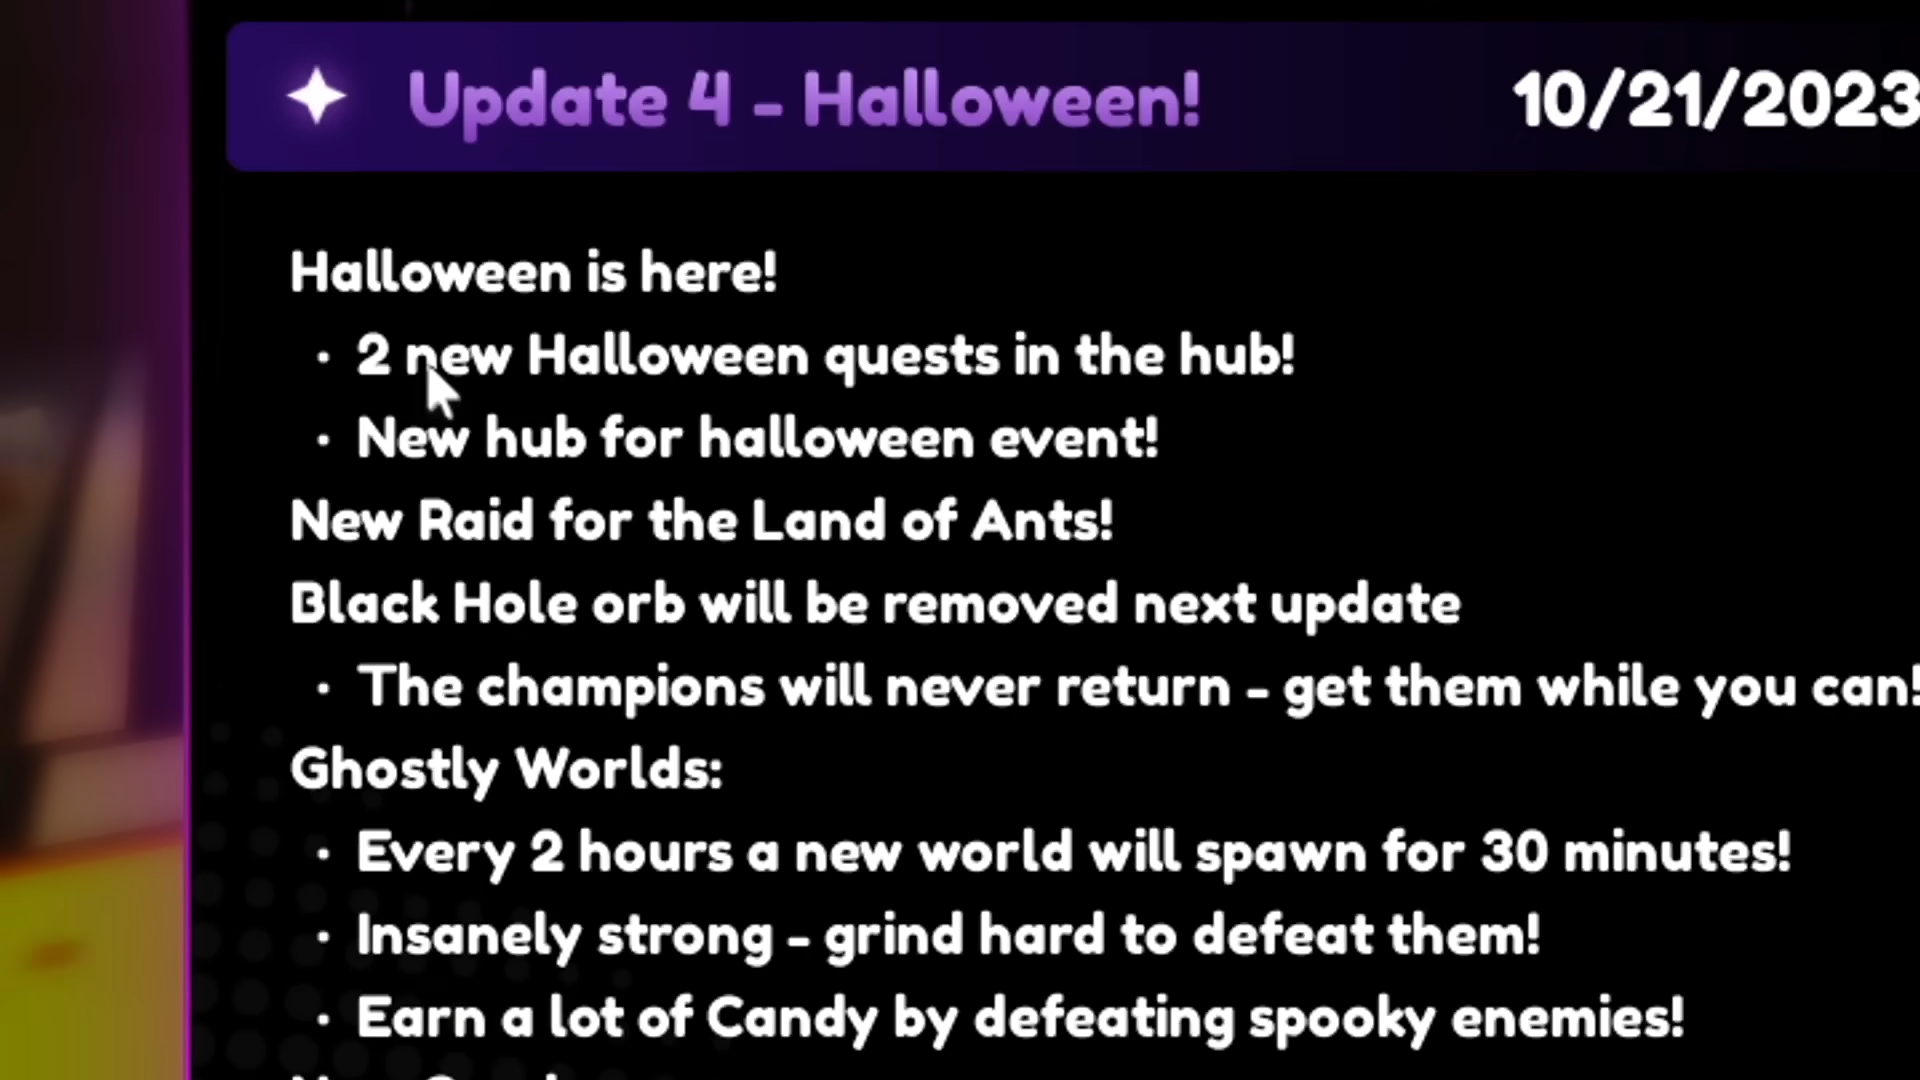 Update 4 - Halloween!
10/21/2023
Halloween is here!
• 2 new Halloween quests in the hub!
• New hub for halloween event!
New Raid for the Land of Ants!
Black Hole orb will be removed next update
• The champions will never return - get them while you can!
Ghostly Worlds:
• Every 2 hours a new world will spawn for 30 minutes!
• Insanely strong - grind hard to defeat them!
• Earn a lot of Candy by defeating spooky enemies!